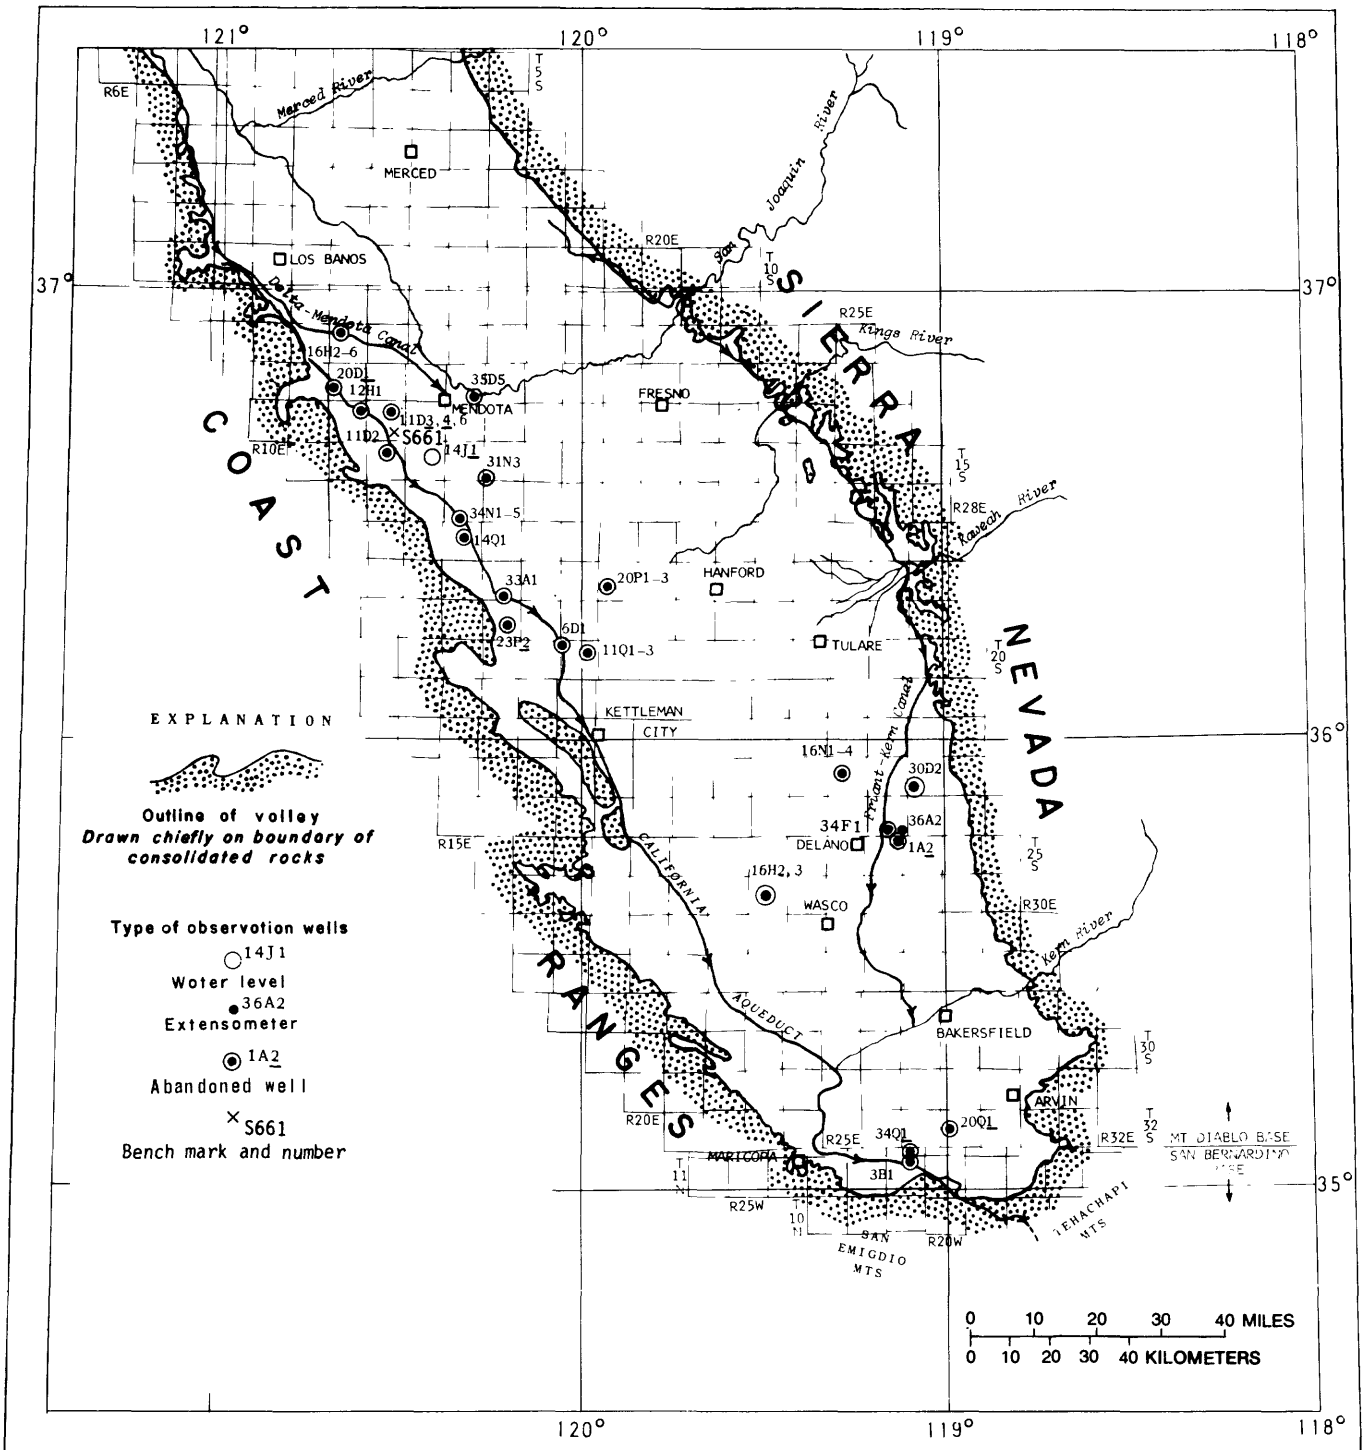 121°
120°
119°
118°
T
5
S
R6E
Merced River
MERCED
San Joaquin River
R20E
T
10
S
LOS BANOS
37°
37°
SIERRA
NEVADA
Delta-Mendota Canal
R25E
Kings River
16H2-6
20D1
12H1
35D5
MENDOTA
FRESNO
11D3,4,6
S661
11D2
R10E
14J1
COAST
RANGES
31N3
T
15
S
R28E
Kaweah River
34N1-5
14Q1
33A1
20P1-3
HANFORD
23P2
6D1
11Q1-3
TULARE
T
20
S
EXPLANATION
KETTLEMAN
CITY
36°
16N1-4
30D2
Friant-Kern Canal
Outline of valley
Drawn chiefly on boundary of
consolidated rocks
R15E
CALIFORNIA
AQUEDUCT
34F1
36A2
DELANO
1A2
T
25
S
16H2,3
WASCO
R30E
Kern River
Type of observation wells
14J1
Water level
36A2
Extensometer
1A2
Abandoned well
S661
Bench mark and number
BAKERSFIELD
T
30
S
ARVIN
R20E
34Q1
R25E
20Q1
R32E
T
32
S
MT DIABLO BASE
SAN BERNARDINO
BASE
MARICOPA
3B1
T
11
N
R25W
T
10
N
35°
SAN
EMIGDIO
MTS
R20W
TEHACHAPI
MTS
0 10 20 30 40 MILES
0 10 20 30 40 KILOMETERS
120°
119°
118°